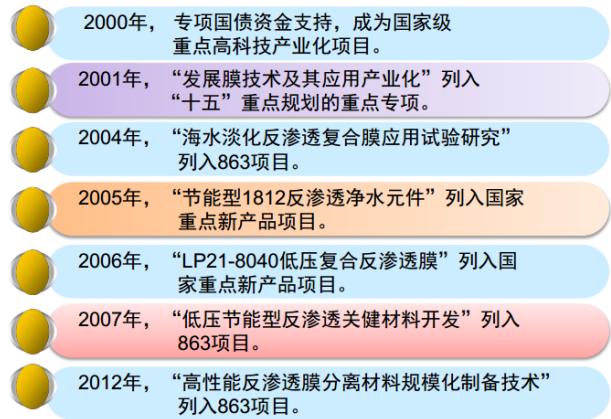 2000年， 专项国债资金支持，成为国家级
重点高科技产业化项目。
2001年， “发展膜技术及其应用产业化”列入
“十五”重点规划的重点专项。
2004年， “海水淡化反渗透复合膜应用试验研究”
列入863项目。
2005年， “节能型1812反渗透净水元件”列入国家
重点新产品项目。
2006年， “LP21-8040低压复合反渗透膜”列入国
家重点新产品项目。
2007年， “低压节能型反渗透关健材料开发”列入
863项目。
2012年， “高性能反渗透膜分离材料规模化制备技术”
列入863项目。